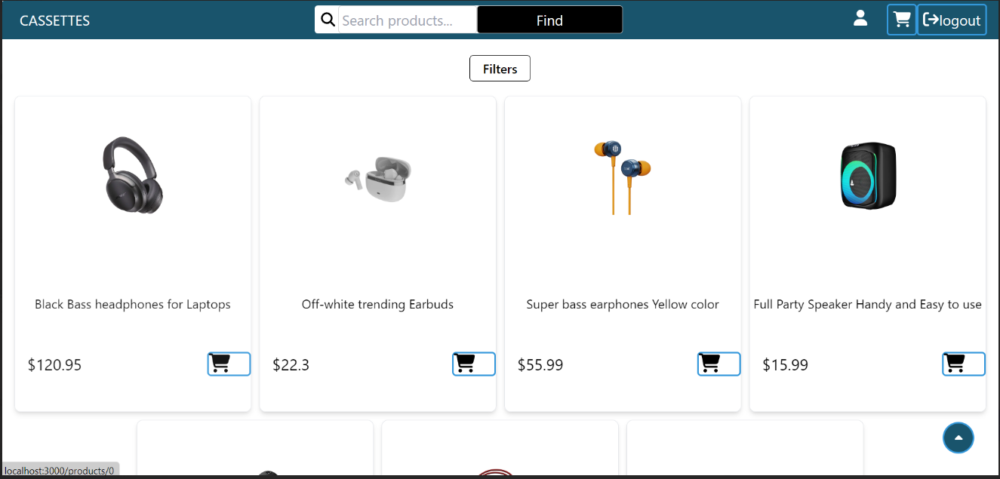 CASSETTES
Search products...
Find
logout
Filters
Black Bass headphones for Laptops
Off-white trending Earbuds
Super bass earphones Yellow color
Full Party Speaker Handy and Easy to use
$120.95
$22.3
$55.99
$15.99
localhost:3000/products/0